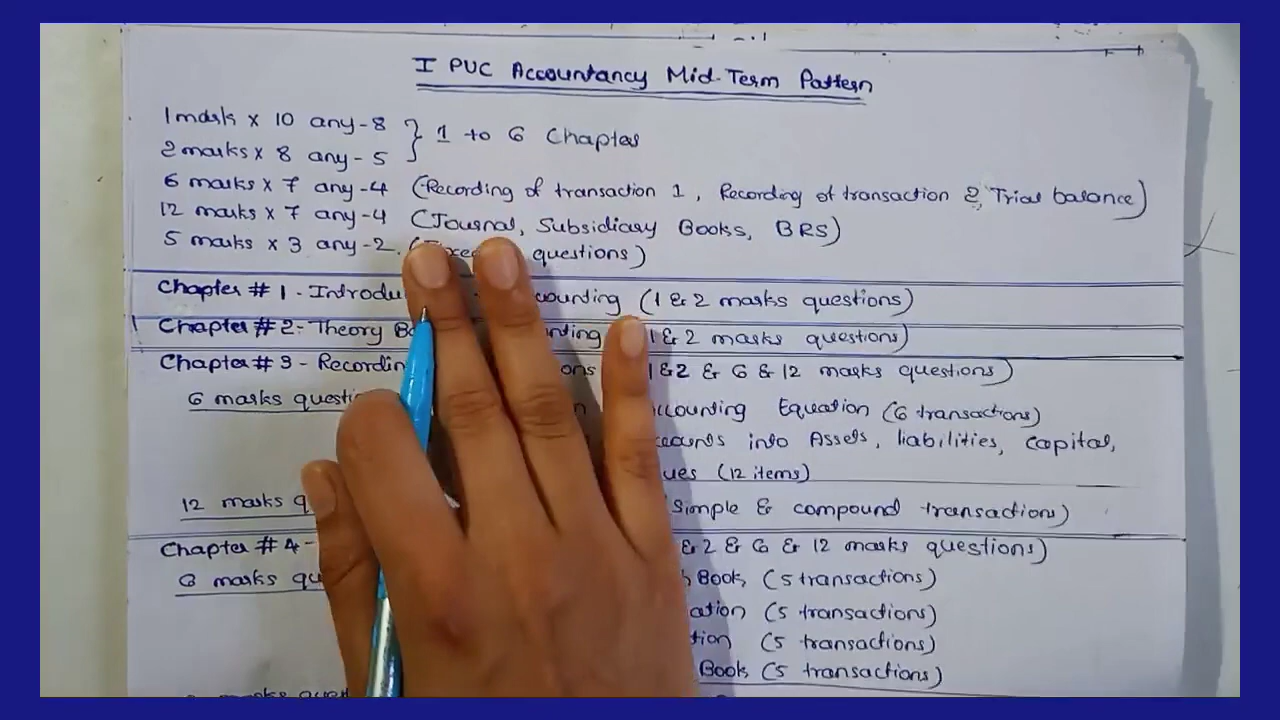 I PUC Accountancy Mid-Term Pattern
1 mark x 10 any-8 } 1 to 6 Chapter
2 marks x 8 any-5
6 marks x 7 any-4 (Recording of transaction 1, Recording of transaction 2, Trial balance)
12 marks x 7 any-4 (Journal, Subsidiary Books, BRS)
5 marks x 3 any-2. ( questions)
Chapter # 1 - Introdu counting (1 & 2 marks questions)
Chapter # 2 - Theory Ba nting 1 & 2 marks questions)
Chapter # 3 - Recordin ons 1 & 2 & 6 & 12 marks questions)
6 marks questi n ccounting Equation (6 transactions)
ccounts into Assets, liabilities, capital,
ues (12 items)
12 marks q Simple & compound transactions)
Chapter # 4 - & 2 & 6 & 12 marks questions)
6 marks qu h Book (5 transactions)
ation (5 transactions)
tion (5 transactions)
Book (5 transactions)